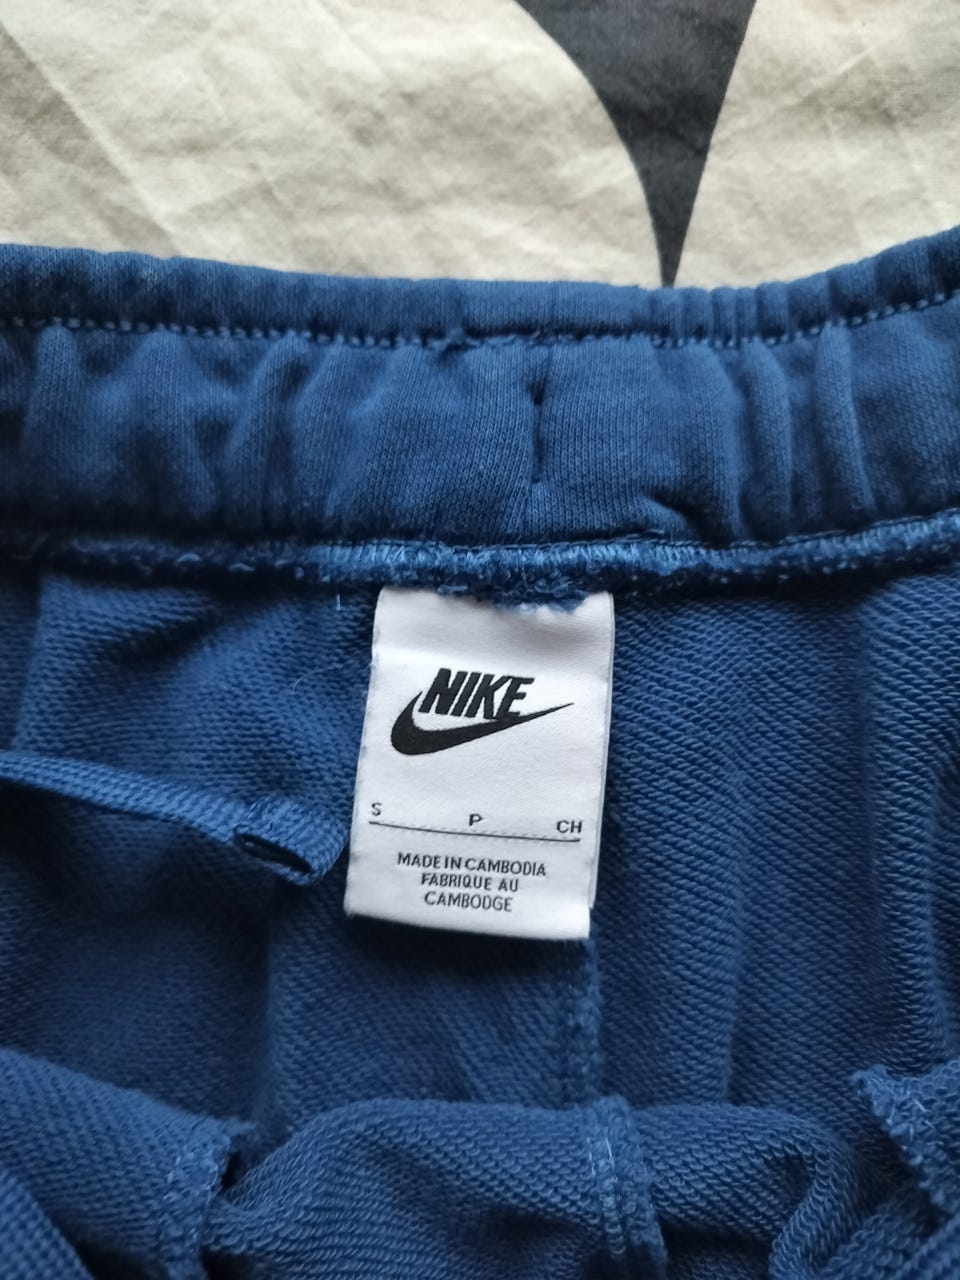 NIKE
S P CH
MADE IN CAMBODIA
FABRIQUE AU
CAMBODGE